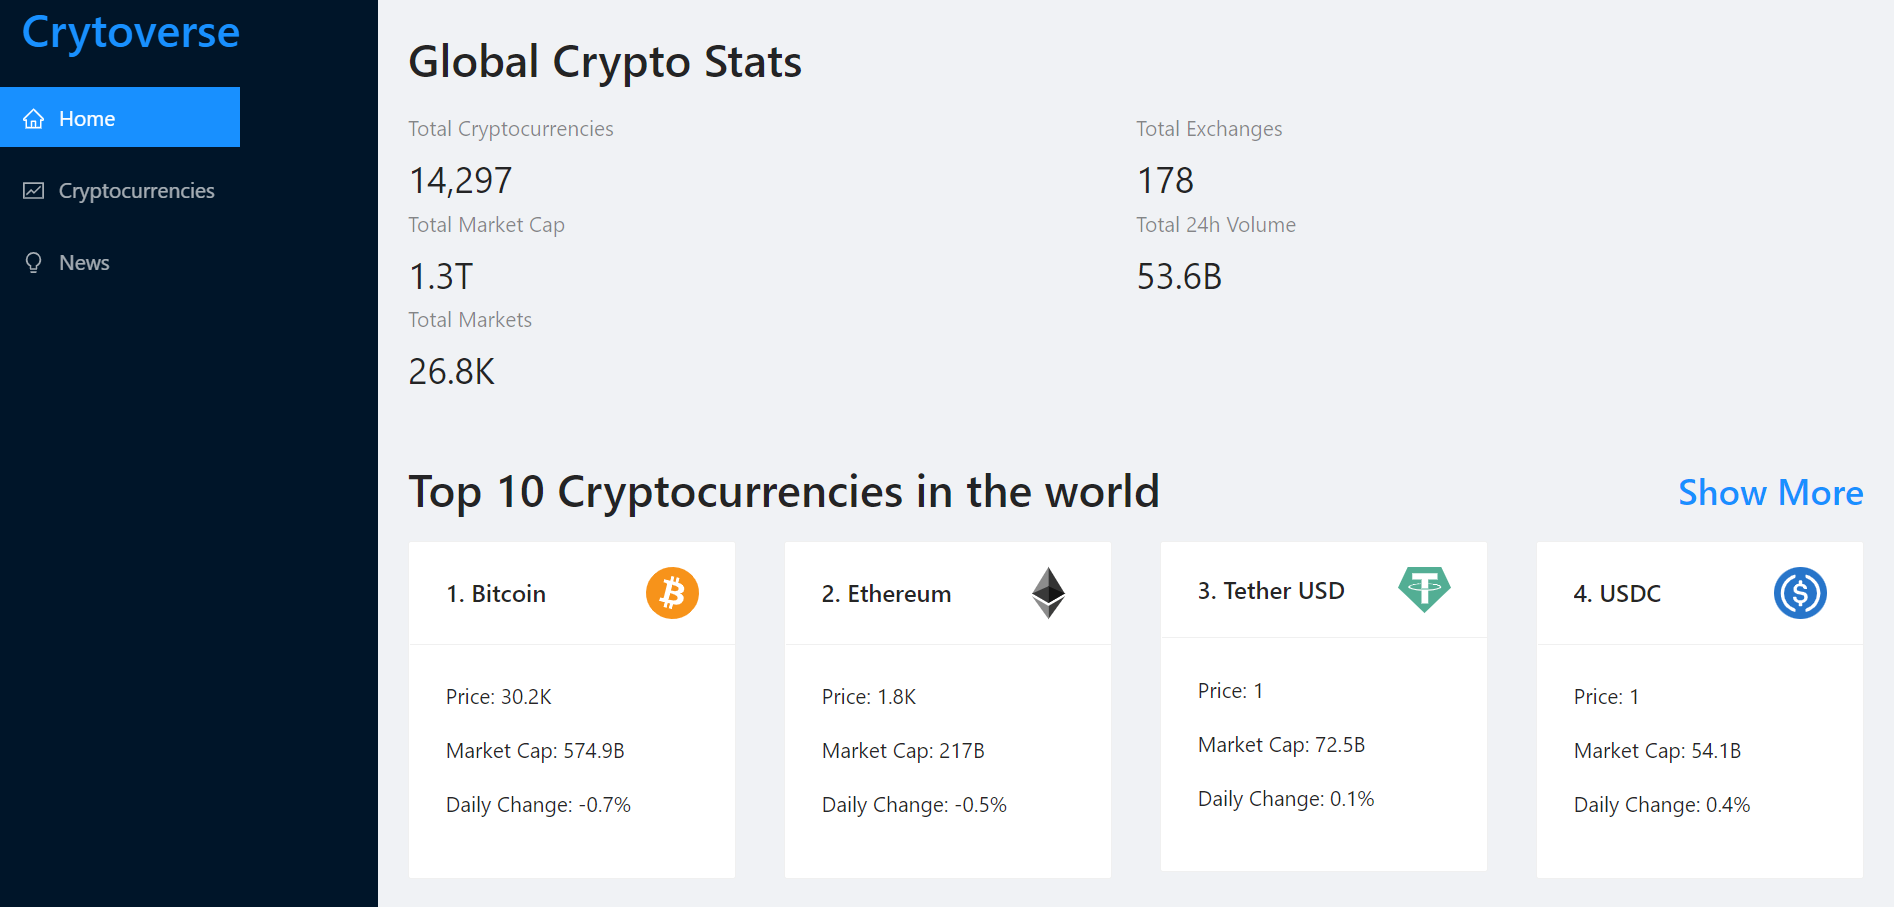 Crytoverse
Home
Cryptocurrencies
News
Global Crypto Stats
Total Cryptocurrencies
14,297
Total Exchanges
178
Total Market Cap
1.3T
Total 24h Volume
53.6B
Total Markets
26.8K
Top 10 Cryptocurrencies in the world
Show More
1. Bitcoin
Price: 30.2K
Market Cap: 574.9B
Daily Change: -0.7%
2. Ethereum
Price: 1.8K
Market Cap: 217B
Daily Change: -0.5%
3. Tether USD
Price: 1
Market Cap: 72.5B
Daily Change: 0.1%
4. USDC
Price: 1
Market Cap: 54.1B
Daily Change: 0.4%